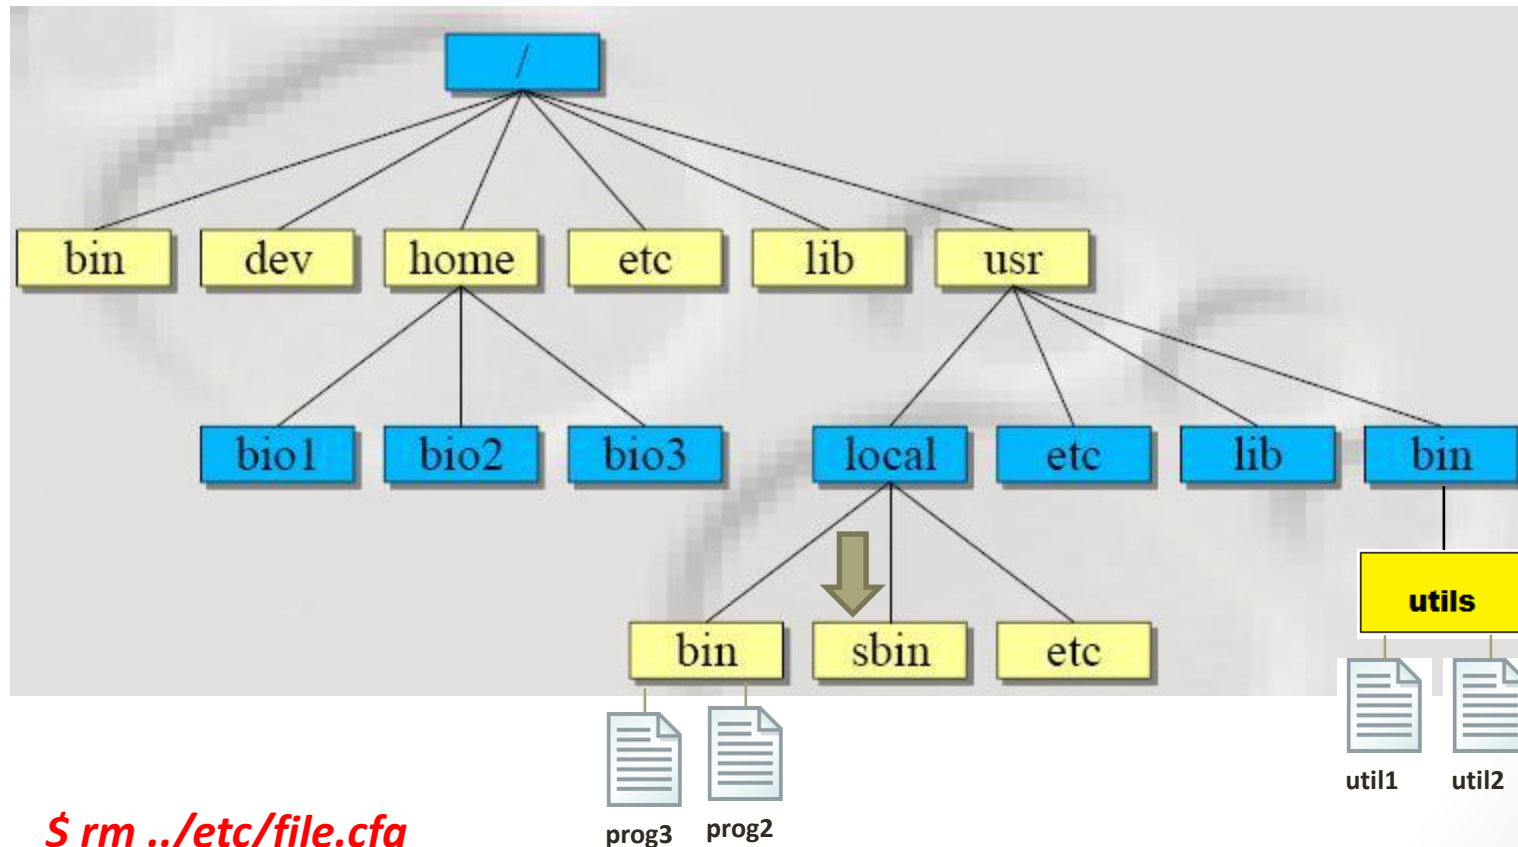 /
bin dev home etc lib usr
bio1 bio2 bio3 local etc lib bin
utils
bin sbin etc
util1 util2
$ rm ../etc/file.cfg
prog3 prog2